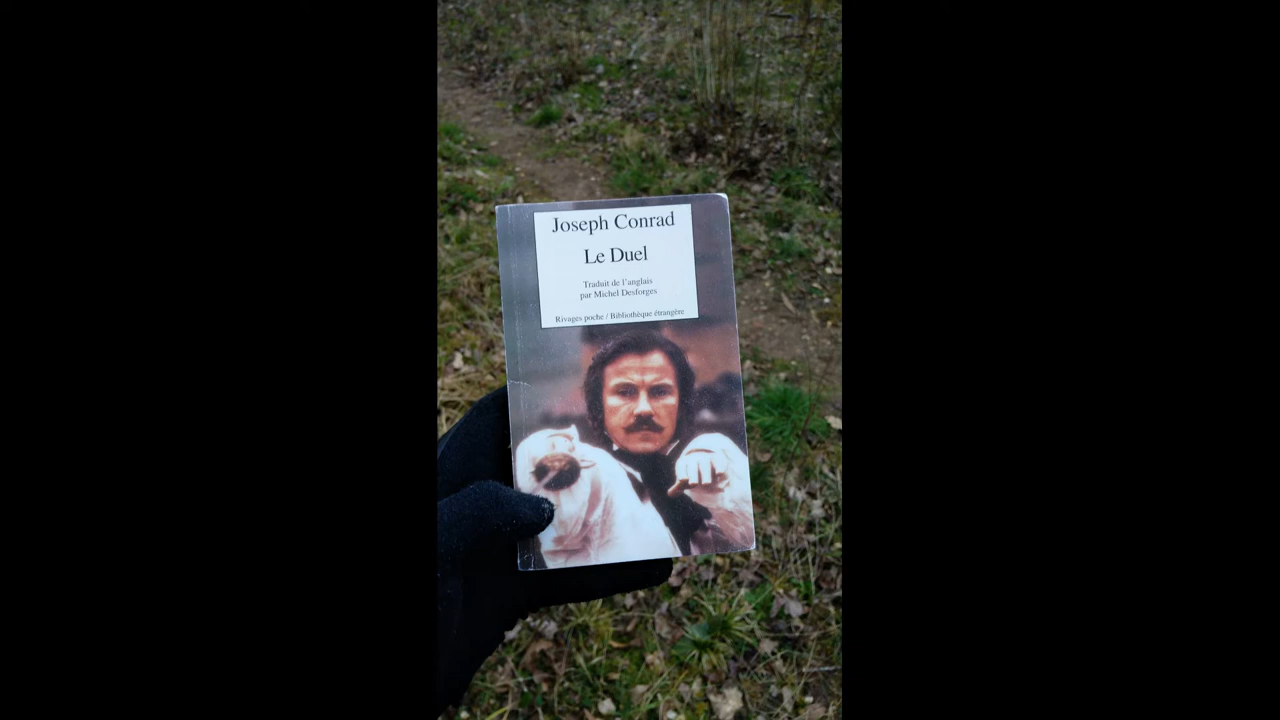 Joseph Conrad
Le Duel
Traduit de l'anglais
par Michel Desforges
Rivages poche / Bibliothèque étrangère